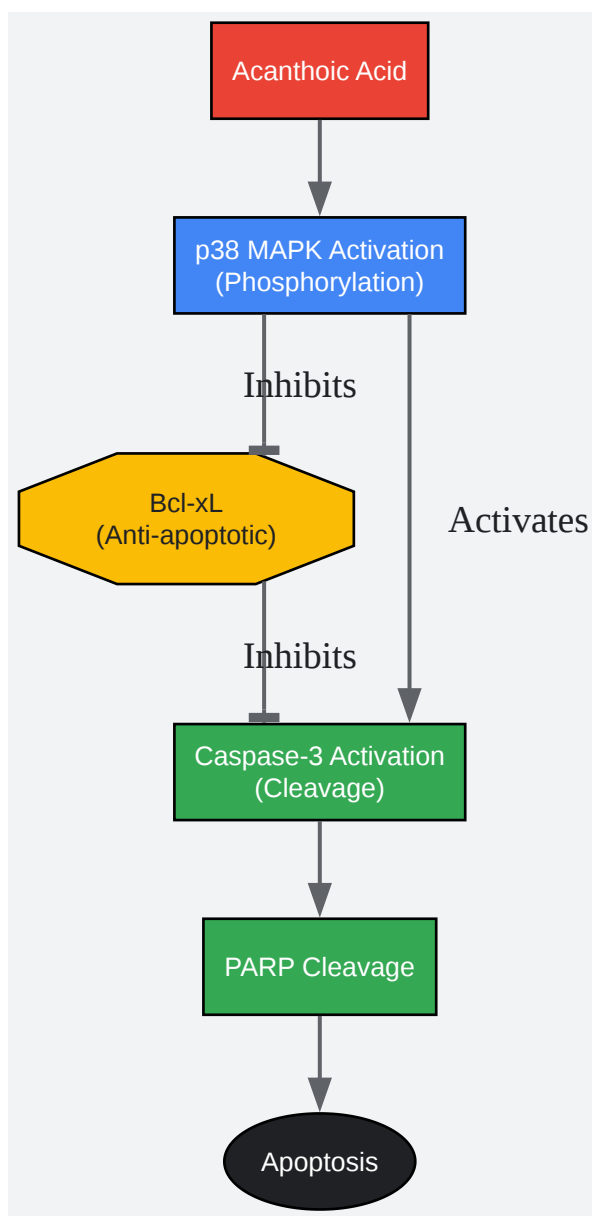 Acanthoic Acid
p38 MAPK Activation
(Phosphorylation)
Inhibits
Bcl-xL
(Anti-apoptotic)
Activates
Inhibits
Caspase-3 Activation
(Cleavage)
PARP Cleavage
Apoptosis